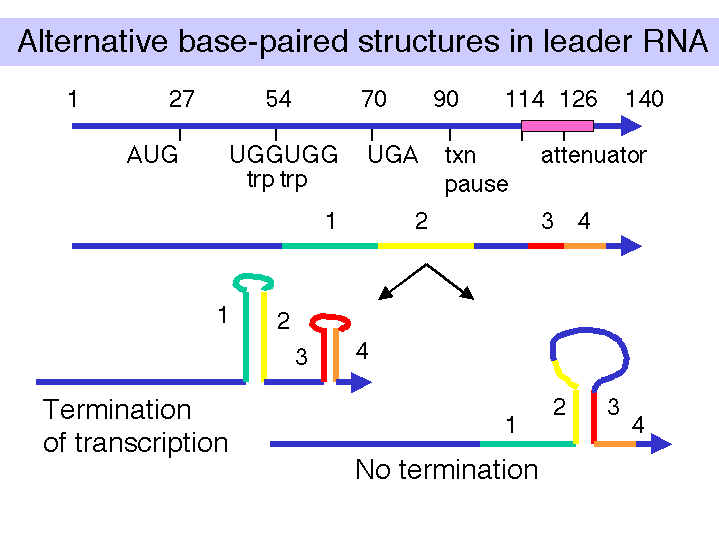 Alternative base-paired structures in leader RNA
1 27 54 70 90 114 126 140
AUG UGGUGG UGA txn attenuator
trp trp pause
1 2 3 4
1 2 3 4
Termination
of transcription
1 2 3 4
No termination